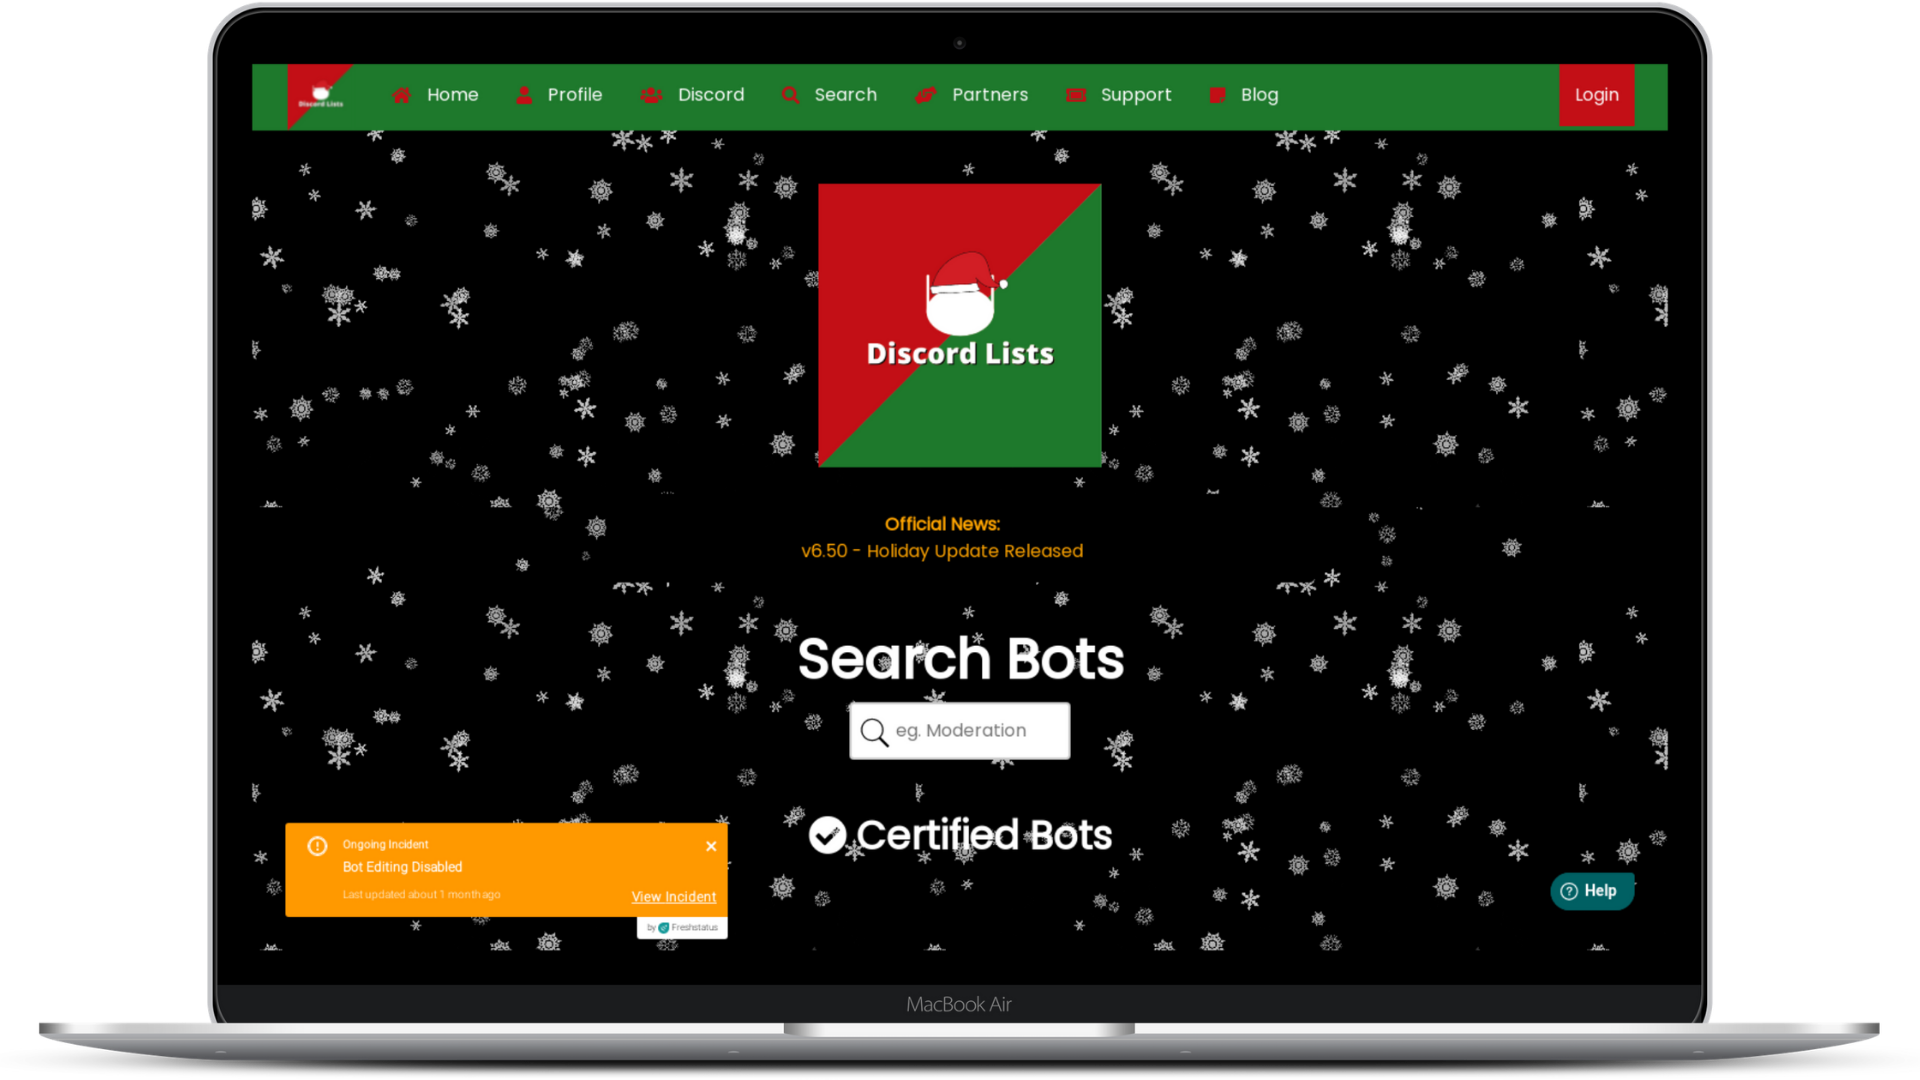 Discord Lists
Home
Profile
Discord
Search
Partners
Support
Blog
Login
Discord Lists
Official News:
v6.50 - Holiday Update Released
Search Bots
eg. Moderation
Certified Bots
Ongoing Incident
Bot Editing Disabled
Last updated about 1 month ago
View Incident
by Freshstatus
Help
MacBook Air